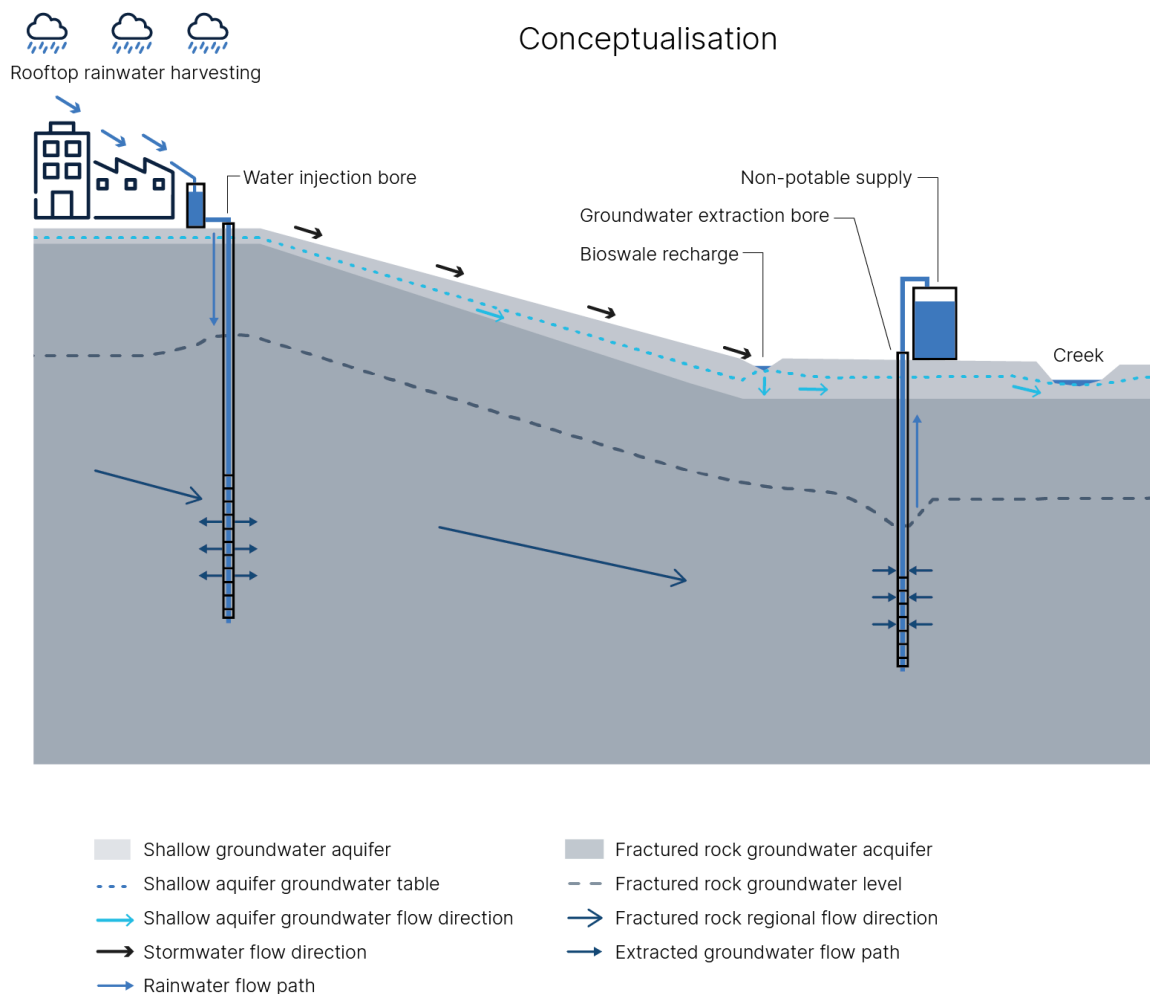 Conceptualisation
Rooftop rainwater harvesting
Water injection bore
Non-potable supply
Groundwater extraction bore
Bioswale recharge
Creek
Shallow groundwater aquifer
Shallow aquifer groundwater table
Shallow aquifer groundwater flow direction
Stormwater flow direction
Rainwater flow path
Fractured rock groundwater acquifer
Fractured rock groundwater level
Fractured rock regional flow direction
Extracted groundwater flow path